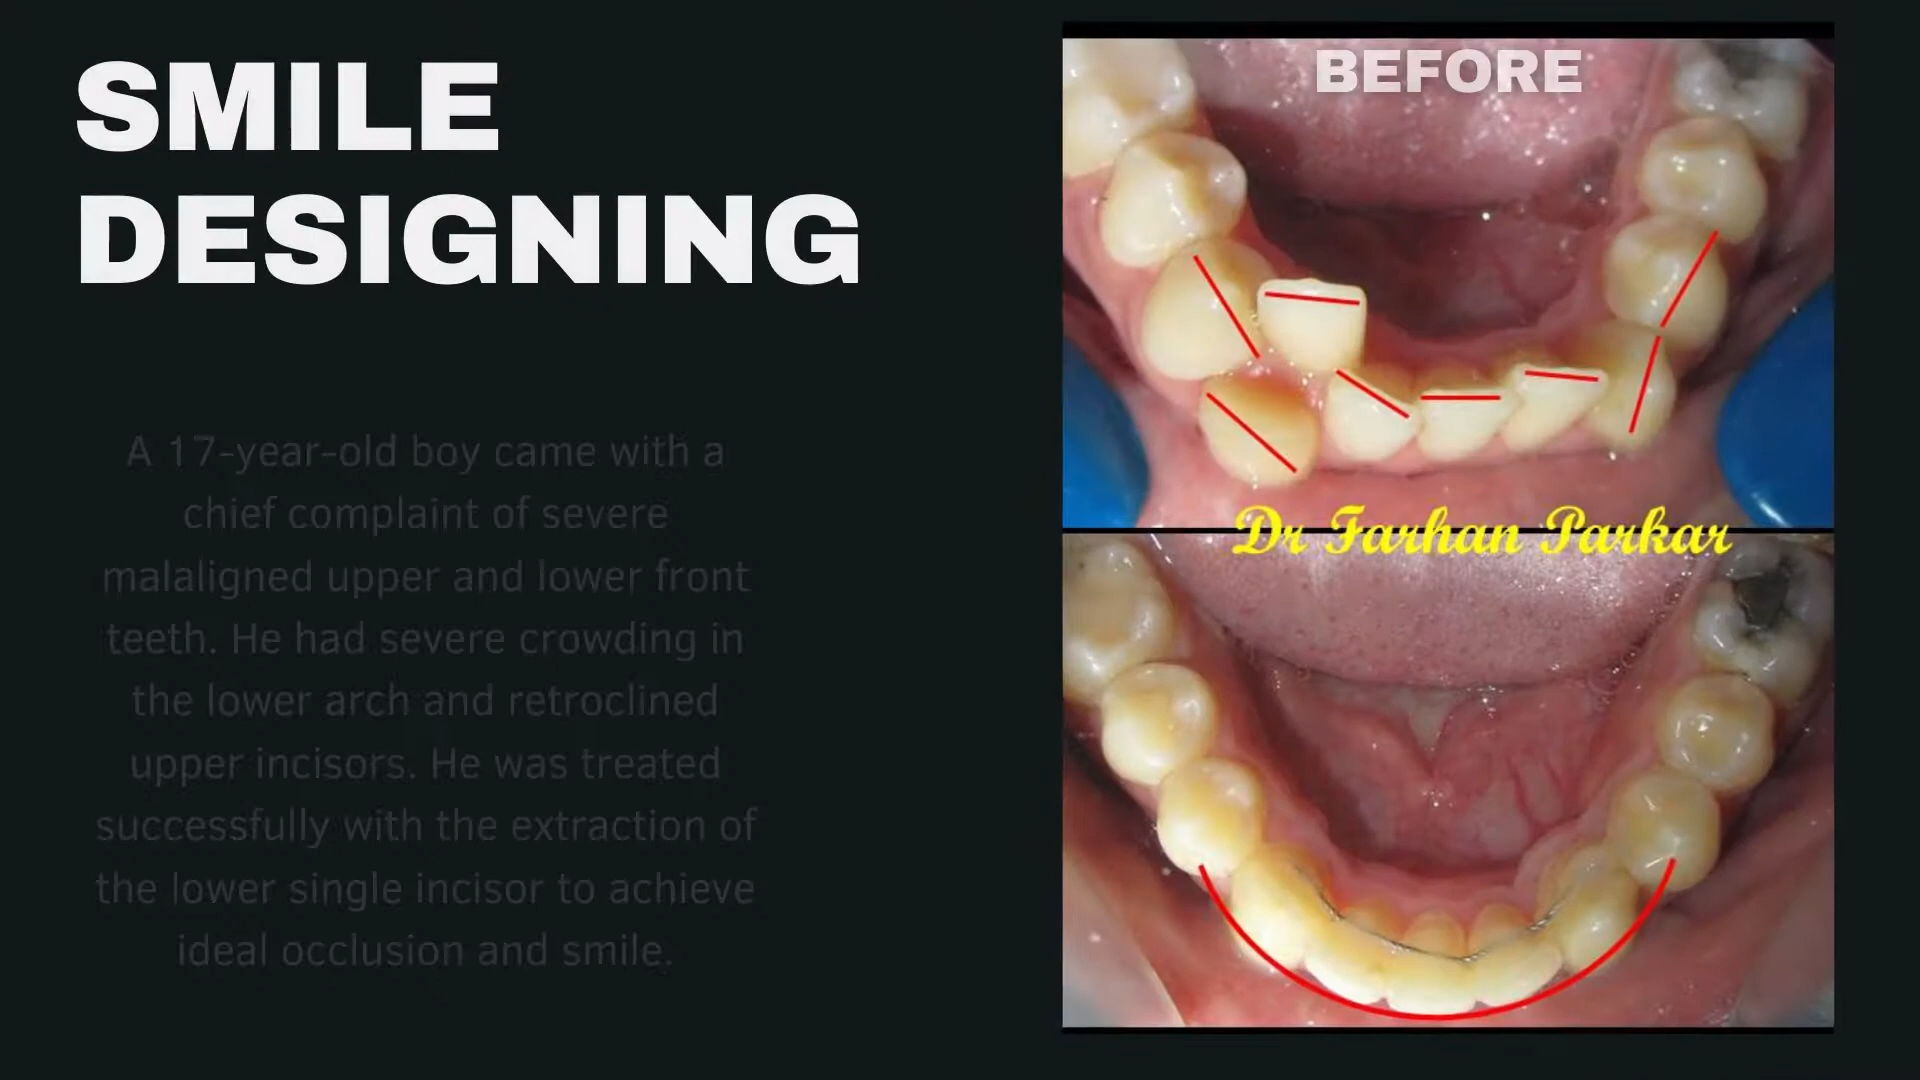 SMILE
DESIGNING
A 17-year-old boy came with a
chief complaint of severe
malaligned upper and lower front
teeth. He had severe crowding in
the lower arch and retroclined
upper incisors. He was treated
successfully with the extraction of
the lower single incisor to achieve
ideal occlusion and smile.
BEFORE
Dr Farhan Parkar